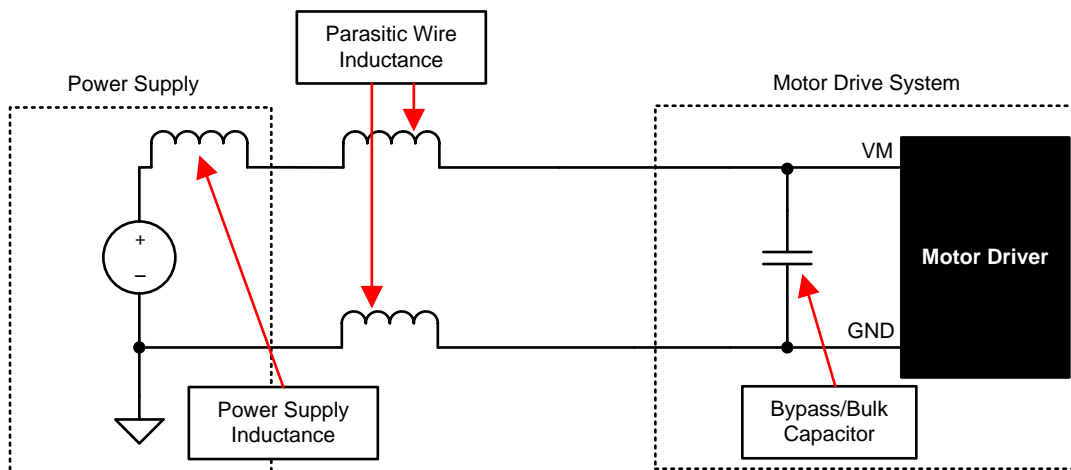 Parasitic Wire
Inductance
Power Supply
Motor Drive System
VM
+
–
Motor Driver
GND
Power Supply
Inductance
Bypass/Bulk
Capacitor